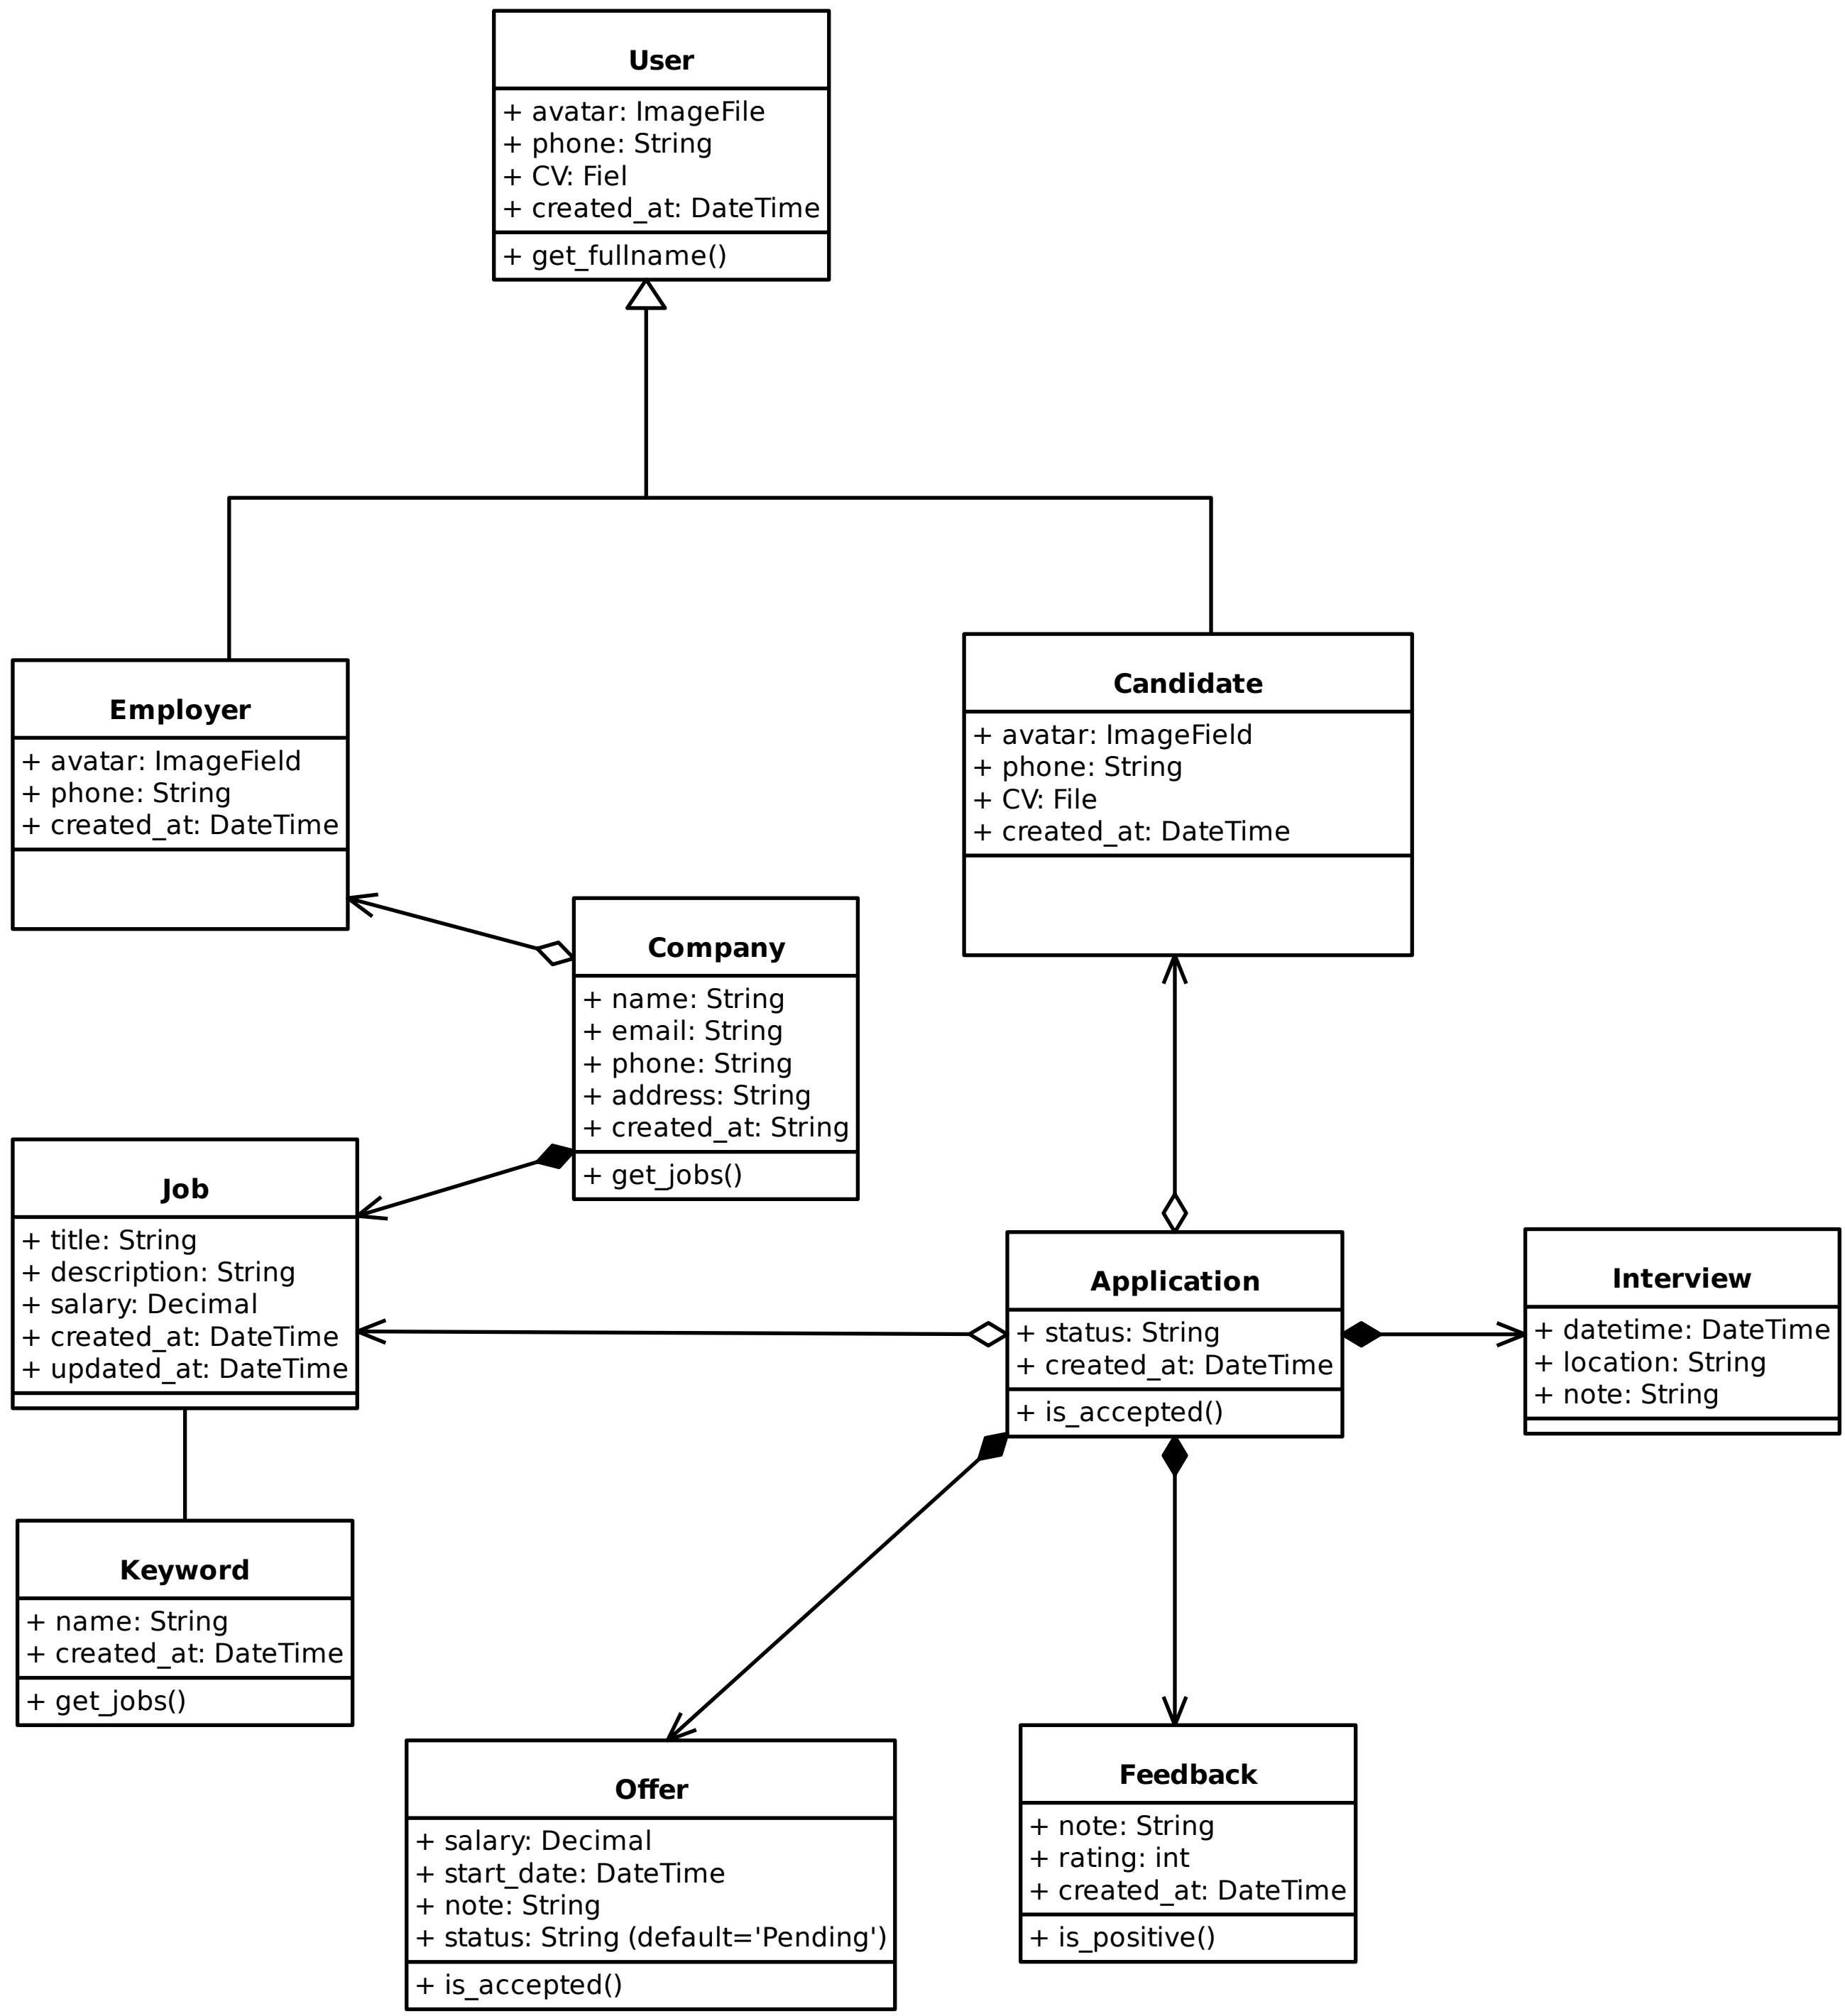 User
+ avatar: ImageFile
+ phone: String
+ CV: Fiel
+ created_at: DateTime
+ get_fullname()
Employer
+ avatar: ImageField
+ phone: String
+ created_at: DateTime
Candidate
+ avatar: ImageField
+ phone: String
+ CV: File
+ created_at: DateTime
Company
+ name: String
+ email: String
+ phone: String
+ address: String
+ created_at: String
+ get_jobs()
Job
+ title: String
+ description: String
+ salary: Decimal
+ created_at: DateTime
+ updated_at: DateTime
Application
+ status: String
+ created_at: DateTime
+ is_accepted()
Interview
+ datetime: DateTime
+ location: String
+ note: String
Keyword
+ name: String
+ created_at: DateTime
+ get_jobs()
Offer
+ salary: Decimal
+ start_date: DateTime
+ note: String
+ status: String (default='Pending')
+ is_accepted()
Feedback
+ note: String
+ rating: int
+ created_at: DateTime
+ is_positive()